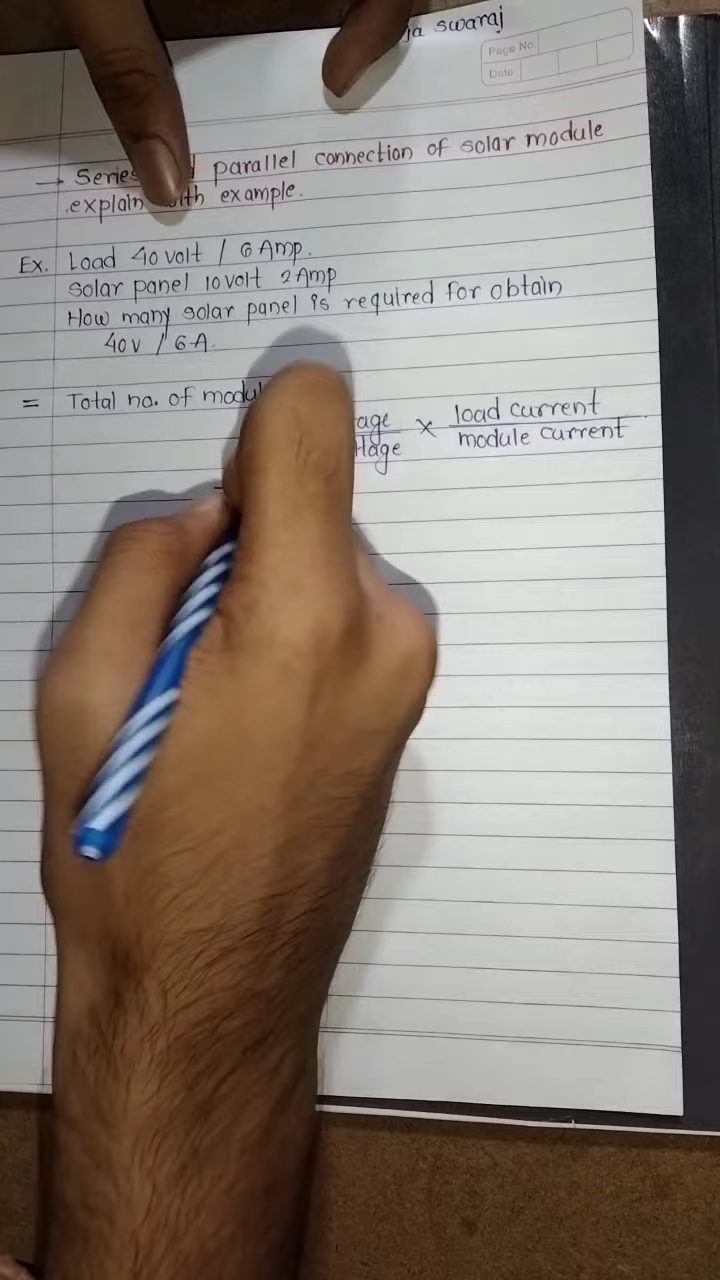 swaraj
Page No.
Date
→ Series parallel connection of solar module
explain with example.
Ex. Load 40 volt / 6 Amp.
solar panel 10 volt 2 Amp
How many solar panel is required for obtain
40v / 6A.
= Total no. of load current
× module current